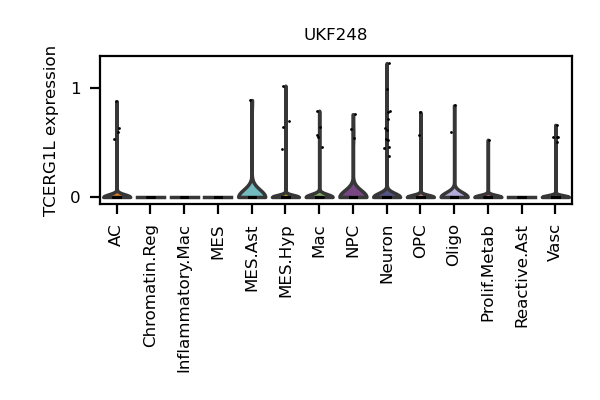 UKF248
TCERG1L expression
1
0
AC
Chromatin.Reg
Inflammatory.Mac
MES
MES.Ast
MES.Hyp
Mac
NPC
Neuron
OPC
Oligo
Prolif.Metab
Reactive.Ast
Vasc